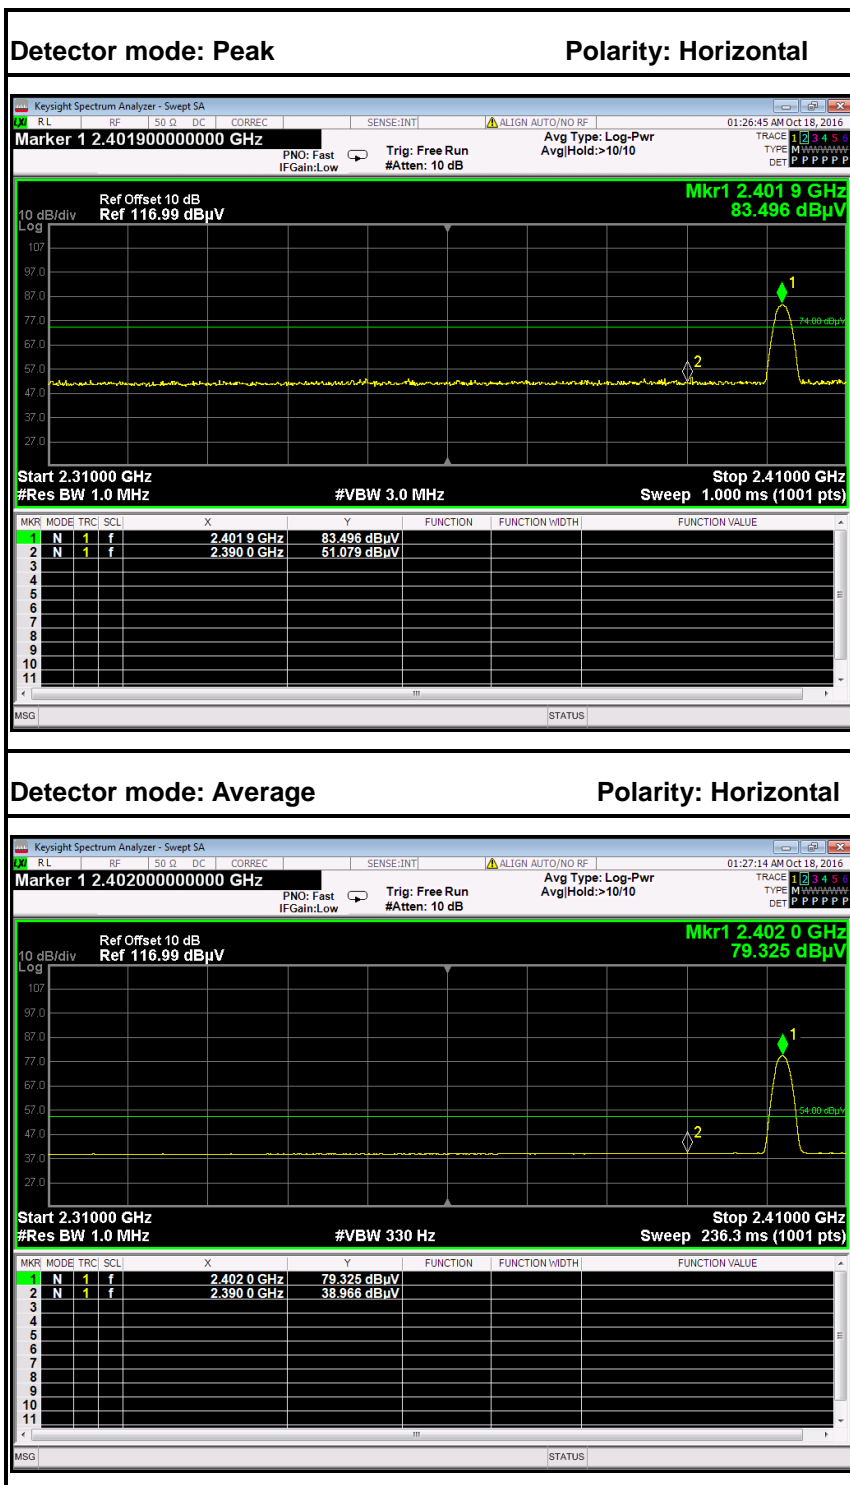 Detector mode: Peak Polarity: Horizontal
Keysight Spectrum Analyzer - Swept SA
LXI RL RF 50 Ω DC CORREC SENSE:INT ALIGN AUTO/NO RF 01:26:45 AM Oct 18, 2016
Marker 1 2.401900000000 GHz
PNO: Fast
IFGain:Low
Trig: Free Run
#Atten: 10 dB
Avg Type: Log-Pwr
Avg|Hold:>10/10
TRACE 1 2 3 4 5 6
TYPE M W W W W W
DET P P P P P P
Mkr1 2.401 9 GHz
83.496 dBµV
Ref Offset 10 dB
10 dB/div Ref 116.99 dBµV
Log
107
97.0
87.0
77.0
67.0
57.0
47.0
37.0
27.0
1
74.00 dBµV
2
Start 2.31000 GHz Stop 2.41000 GHz
#Res BW 1.0 MHz #VBW 3.0 MHz Sweep 1.000 ms (1001 pts)
MKR MODE TRC SCL X Y FUNCTION FUNCTION WIDTH FUNCTION VALUE
1 N 1 f 2.401 9 GHz 83.496 dBµV
2 N 1 f 2.390 0 GHz 51.079 dBµV
3
4
5
6
7
8
9
10
11
MSG STATUS
Detector mode: Average Polarity: Horizontal
Keysight Spectrum Analyzer - Swept SA
LXI RL RF 50 Ω DC CORREC SENSE:INT ALIGN AUTO/NO RF 01:27:14 AM Oct 18, 2016
Marker 1 2.402000000000 GHz
PNO: Fast
IFGain:Low
Trig: Free Run
#Atten: 10 dB
Avg Type: Log-Pwr
Avg|Hold:>10/10
TRACE 1 2 3 4 5 6
TYPE M W W W W W
DET P P P P P P
Mkr1 2.402 0 GHz
79.325 dBµV
Ref Offset 10 dB
10 dB/div Ref 116.99 dBµV
Log
107
97.0
87.0
77.0
67.0
57.0
47.0
37.0
27.0
1
54.00 dBµV
2
Start 2.31000 GHz Stop 2.41000 GHz
#Res BW 1.0 MHz #VBW 330 Hz Sweep 236.3 ms (1001 pts)
MKR MODE TRC SCL X Y FUNCTION FUNCTION WIDTH FUNCTION VALUE
1 N 1 f 2.402 0 GHz 79.325 dBµV
2 N 1 f 2.390 0 GHz 38.966 dBµV
3
4
5
6
7
8
9
10
11
MSG STATUS